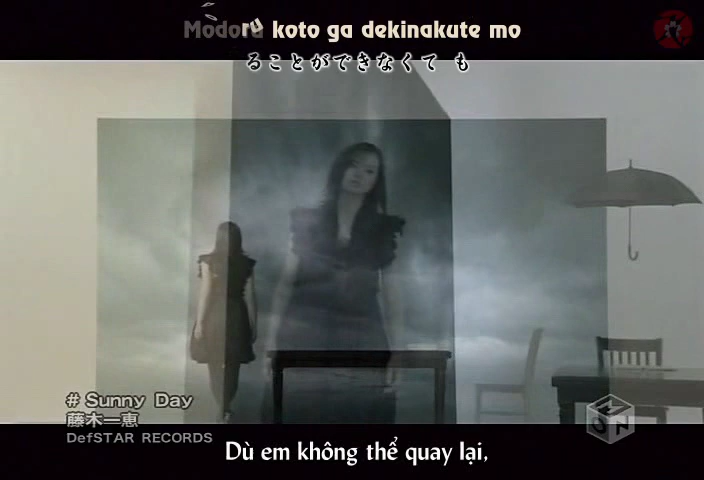 Modoru koto ga dekinakute mo
ることができなくて も
# Sunny Day
藤木一恵
DefSTAR RECORDS
ON
Dù em không thể quay lại,